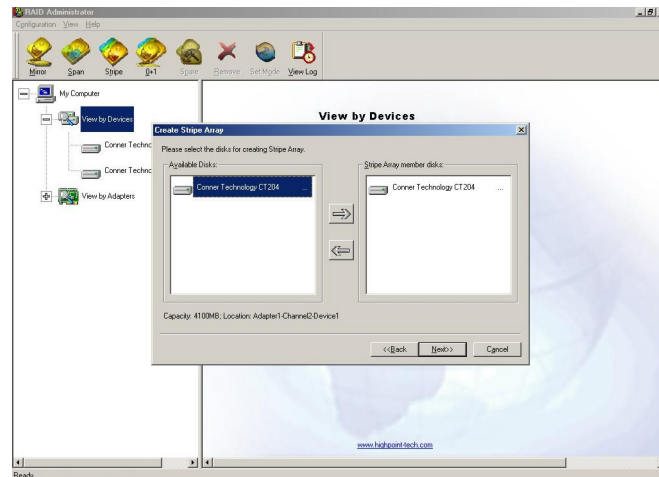 RAID Administrator
Configuration View Help
Mirror Span Stripe 0+1 Spare Remove Set Mode View Log
My Computer
View by Devices
Conner Techno
Conner Techno
View by Adapters
View by Devices
Create Stripe Array
Please select the disks for creating Stripe Array.
Available Disks:
Conner Technology CT204 ...
Stripe Array member disks:
Conner Technology CT204 ...
Capacity: 4100MB; Location: Adapter1-Channel2-Device1
<<Back Next>> Cancel
www.highpoint-tech.com
Ready